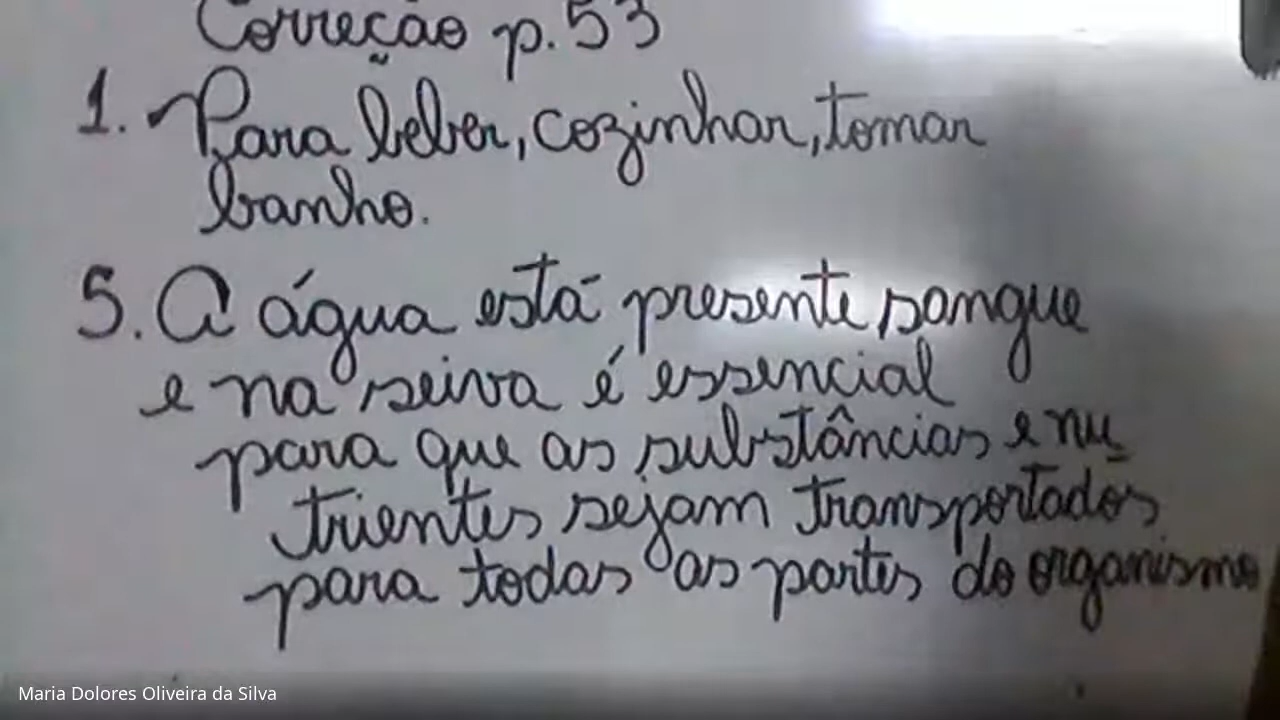 Correção p.53
1. Para beber, cozinhar, tomar
banho.
5. A água está presente sangue
e na seiva é essencial
para que as substâncias e nu
trientes sejam transportados
para todas as partes do organismo
Maria Dolores Oliveira da Silva